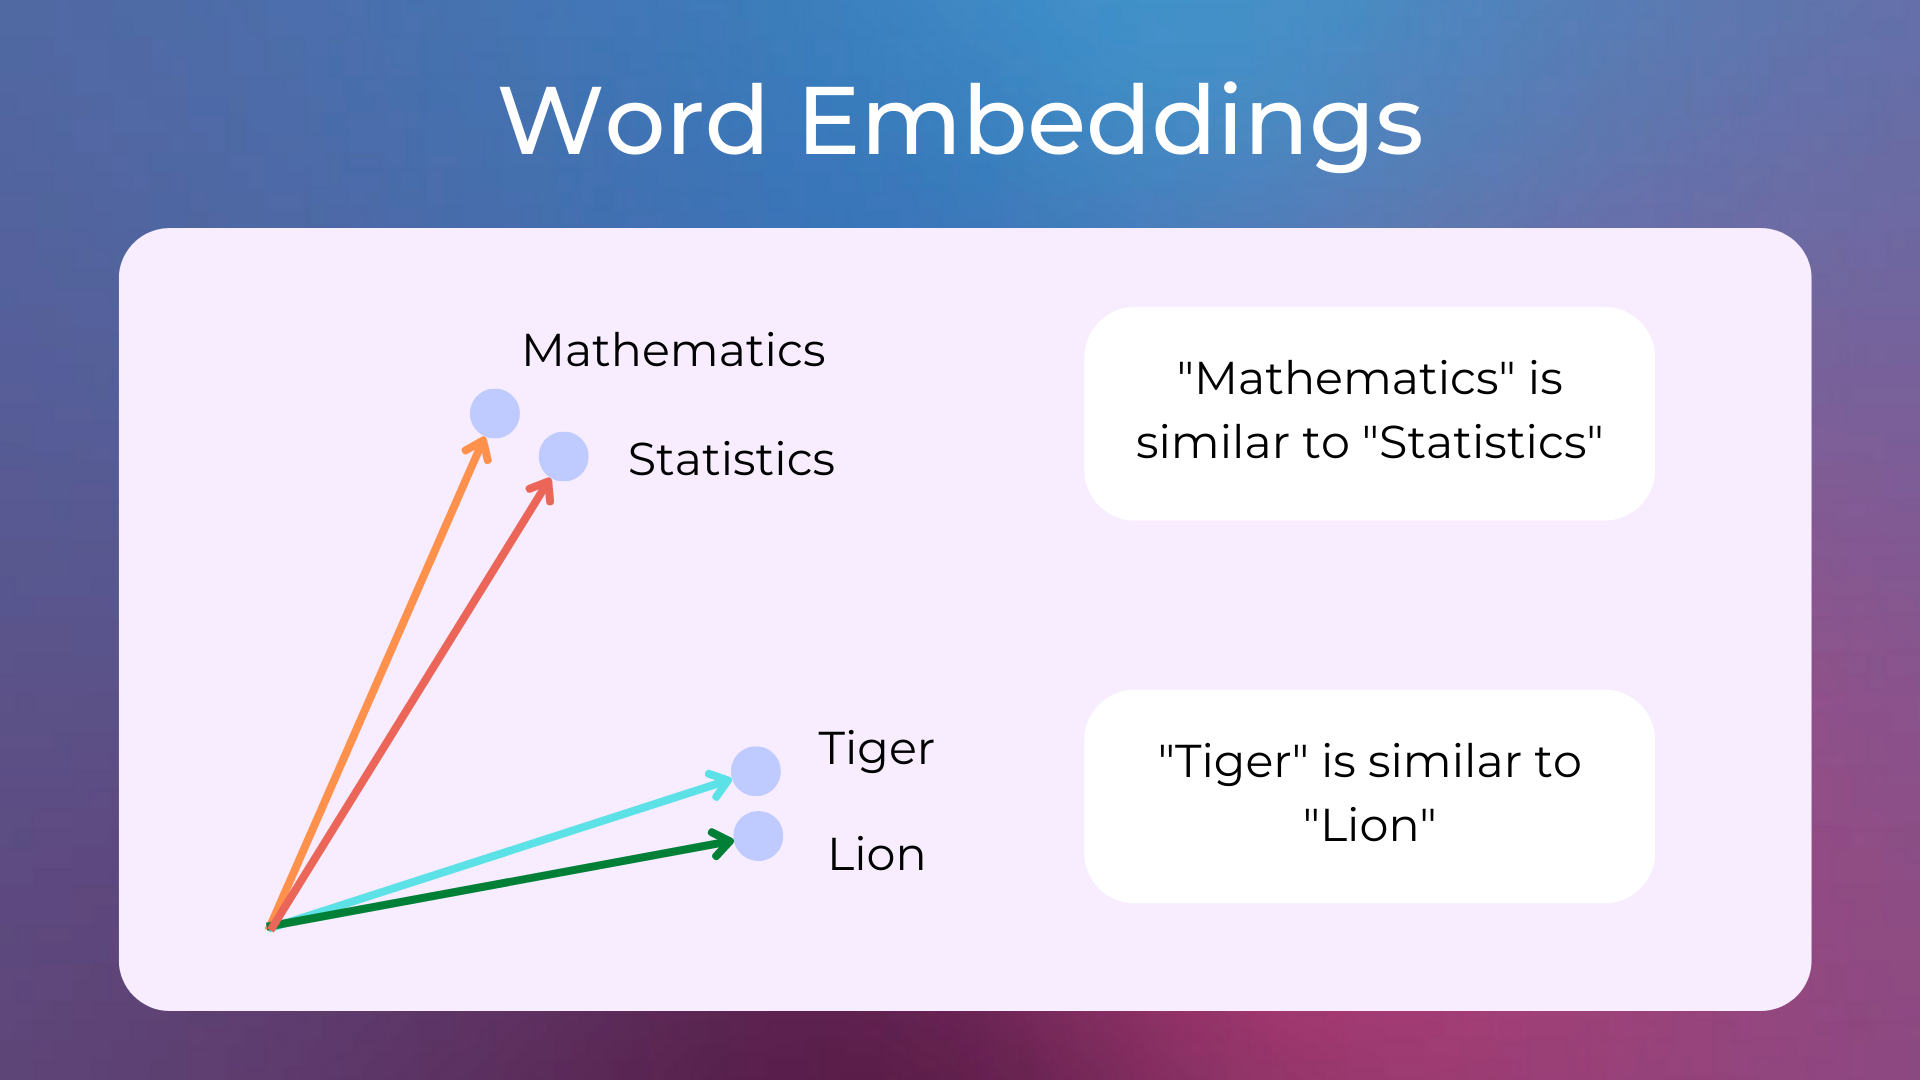 Word Embeddings
Mathematics
Statistics
Tiger
Lion
"Mathematics" is
similar to "Statistics"
"Tiger" is similar to
"Lion"